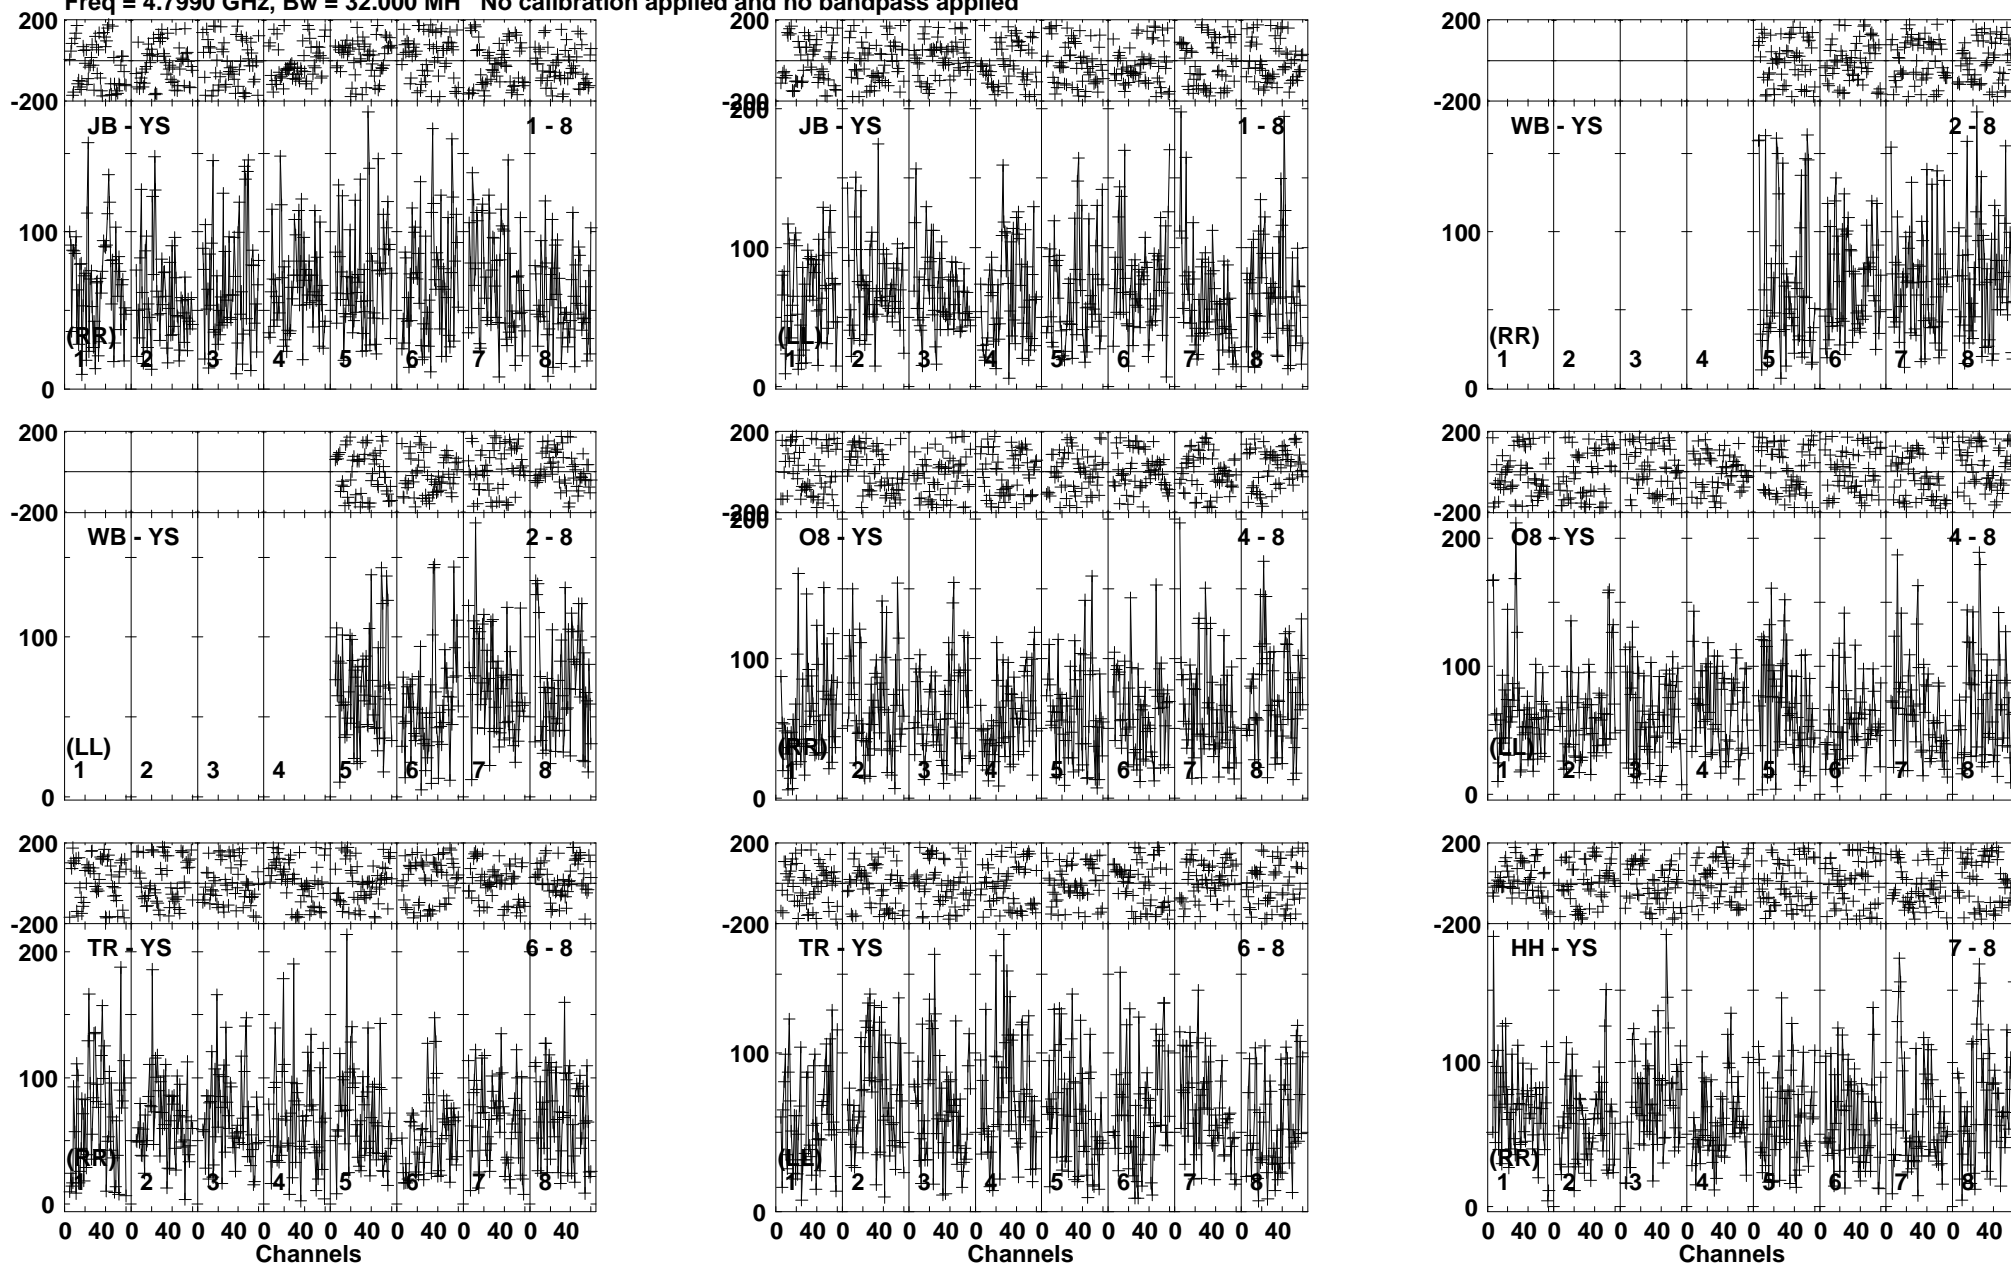 Freq = 4.7990 GHz, Bw = 32.000 MH No calibration applied and no bandpass applied
200
-200
JB - YS 1 - 8
100
(RR)
1 2 3 4 5 6 7 8
0
200
-200
200
JB - YS 1 - 8
100
(LL)
1 2 3 4 5 6 7 8
0
200
-200
WB - YS 2 - 8
100
(RR)
1 2 3 4 5 6 7 8
0
200
-200
WB - YS 2 - 8
100
(LL)
1 2 3 4 5 6 7 8
0
200
-200
200
O8 - YS 4 - 8
100
(RR)
1 2 3 4 5 6 7 8
0
200
-200
200
O8 - YS 4 - 8
100
(LL)
1 2 3 4 5 6 7 8
0
200
-200
200
TR - YS 6 - 8
100
(RR)
1 2 3 4 5 6 7 8
0
0 40 0 40 0 40 0 40 0 40 0 40 0 40 0 40
Channels
200
-200
TR - YS 6 - 8
100
(LL)
1 2 3 4 5 6 7 8
0
0 40 0 40 0 40 0 40 0 40 0 40 0 40 0 40
Channels
200
-200
HH - YS 7 - 8
100
(RR)
1 2 3 4 5 6 7 8
0
0 40 0 40 0 40 0 40 0 40 0 40 0 40 0 40
Channels